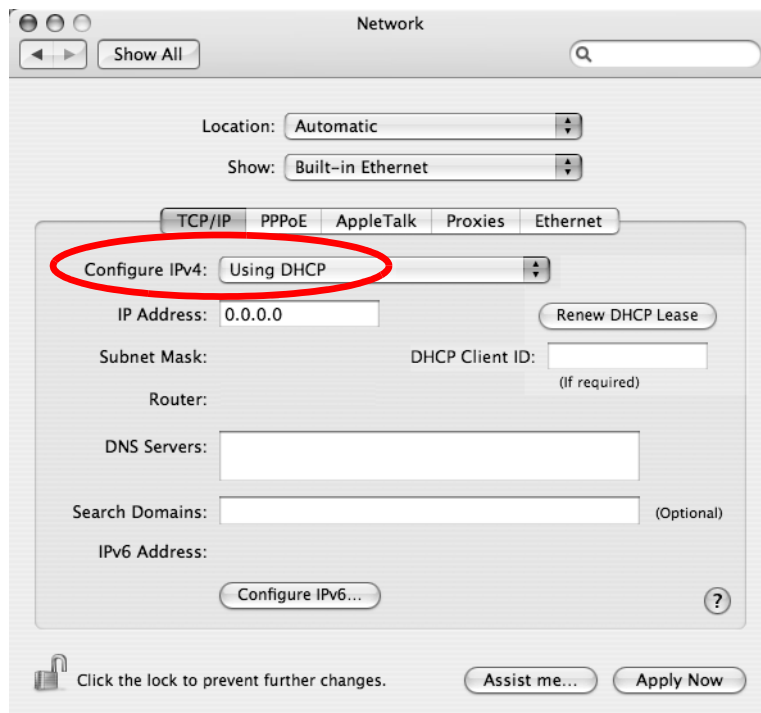 Network
Show All
Location: Automatic
Show: Built-in Ethernet
TCP/IP PPPoE AppleTalk Proxies Ethernet
Configure IPv4: Using DHCP
IP Address: 0.0.0.0 Renew DHCP Lease
Subnet Mask: DHCP Client ID:
(If required)
Router:
DNS Servers:
Search Domains: (Optional)
IPv6 Address:
Configure IPv6...
?
Click the lock to prevent further changes. Assist me... Apply Now